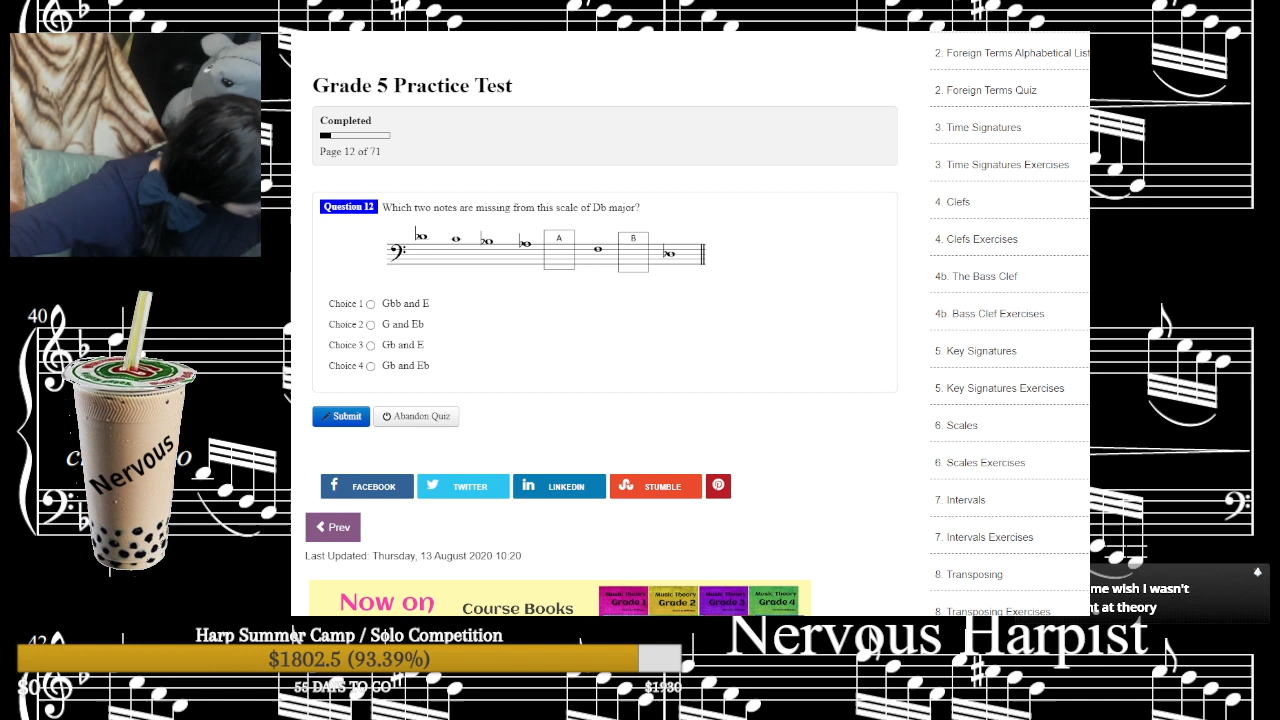 2. Foreign Terms Alphabetical List
Grade 5 Practice Test
Completed
Page 12 of 71
2. Foreign Terms Quiz
3. Time Signatures
3. Time Signatures Exercises
4. Clefs
4. Clefs Exercises
4b. The Bass Clef
4b. Bass Clef Exercises
5. Key Signatures
5. Key Signatures Exercises
6. Scales
6. Scales Exercises
7. Intervals
7. Intervals Exercises
8. Transposing
8. Transposing Exercises
Question 12 Which two notes are missing from this scale of Db major?
A
B
Choice 1 Gbb and E
Choice 2 G and Eb
Choice 3 Gb and E
Choice 4 Gb and Eb
Submit Abandon Quiz
FACEBOOK TWITTER LINKEDIN STUMBLE
Prev
Last Updated: Thursday, 13 August 2020 10:20
Now on Course Books
Music Theory Grade 1
Music Theory Grade 2
Music Theory Grade 3
Music Theory Grade 4
40
Nervous
me wish I wasn't
at theory
Harp Summer Camp / Solo Competition
$1802.5 (93.39%)
$0 55 DAYS TO GO $1930
Nervous Harpist
42